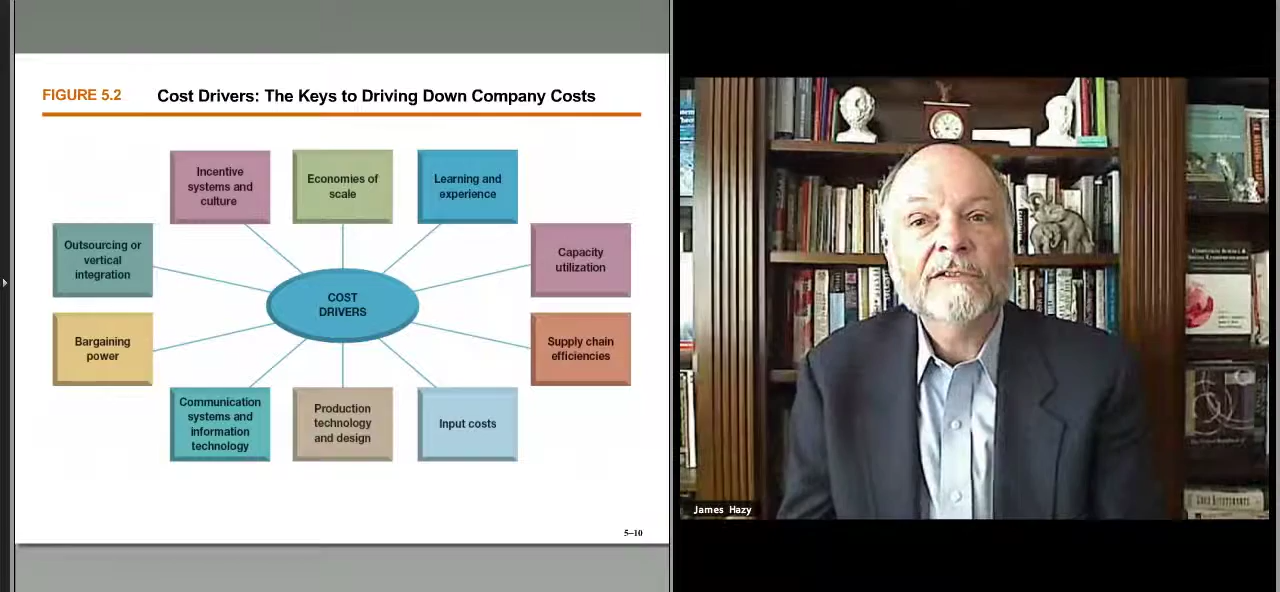 FIGURE 5.2
Cost Drivers: The Keys to Driving Down Company Costs
Incentive
systems and
culture
Economies of
scale
Learning and
experience
Outsourcing or
vertical
integration
Capacity
utilization
COST
DRIVERS
Bargaining
power
Supply chain
efficiencies
Communication
systems and
information
technology
Production
technology
and design
Input costs
5–10
James Hazy